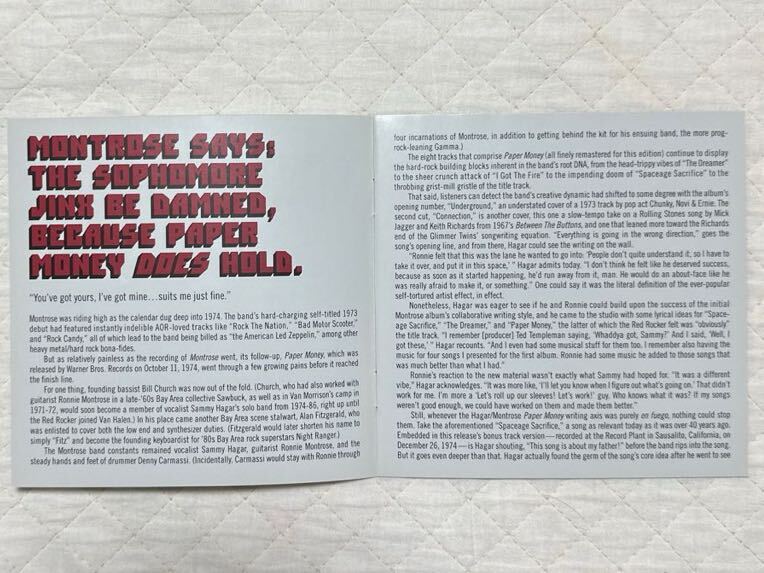 MONTROSE SAYS:
THE SOPHOMORE
JINX BE DAMNED,
BECAUSE PAPER
MONEY DOES HOLD.
"You've got yours, I've got mine...suits me just fine."
Montrose was riding high as the calendar dug deep into 1974. The band's hard-charging self-titled 1973
debut had featured instantly indelible AOR-loved tracks like "Rock The Nation," "Bad Motor Scooter,"
and "Rock Candy," all of which lead to the band being billed as "the American Led Zeppelin," among other
heavy metal/hard rock bona-fides.
But as relatively painless as the recording of Montrose went, its follow-up, Paper Money, which was
released by Warner Bros. Records on October 11, 1974, went through a few growing pains before it reached
the finish line.
For one thing, founding bassist Bill Church was now out of the fold. (Church, who had also worked with
guitarist Ronnie Montrose in a late-'60s Bay area collective Sawbuck, as well as in Van Morrison's camp in
1971-72, would soon become a member of vocalist Sammy Hagar's solo band from 1974-86, right up until
the Red Rocker joined Van Halen.) In his place came another Bay Area scene stalwart, Alan Fitzgerald, who
was enlisted to cover both the low end and synthesizer duties. (Fitzgerald would later shorten his name to
simply "Fitz" and become the founding keyboardist for '80s Bay Area rock superstars Night Ranger.)
The Montrose band constants remained vocalist Sammy Hagar, guitarist Ronnie Montrose, and the
steady hands and feet of drummer Denny Carmassi. (Incidentally, Carmassi would stay with Ronnie through
four incarnations of Montrose, in addition to getting behind the kit for his ensuing band, the more prog-
rock-leaning Gamma.)
The eight tracks that comprise Paper Money (all finely remastered for this edition) continue to display
the hard-rock building blocks inherent in the band's root DNA, from the head-trippy vibes of "The Dreamer"
to the sheer crunch attack of "I Got The Fire" to the impending doom of "Spaceage Sacrifice" to the
throbbing grist-mill gristle of the title track.
That said, listeners can detect the band's creative dynamic had shifted to some degree with the album's
opening number, "Underground," an understated cover of a 1973 track by pop act Chunky, Novi & Ernie. The
second cut, "Connection," is another cover, this one a slow-tempo take on a Rolling Stones song by Mick
Jagger and Keith Richards from 1967's Between The Buttons, and one that leaned more toward the Richards
end of the Glimmer Twins' songwriting equation. "Everything is going in the wrong direction," goes the
song's opening line, and from there, Hagar could see the writing on the wall.
"Ronnie felt that this was the lane he wanted to go into: 'People don't quite understand it, so I have to
take it over, and put it in this space,' " Hagar admits today. "I don't think he felt like he deserved success,
because as soon as it started happening, he'd run away from it, man. He would do an about-face like he
was really afraid to make it, or something." One could say it was the literal definition of the ever-popular
self-tortured artist effect, in effect.
Nonetheless, Hagar was eager to see if he and Ronnie could build upon the success of the initial
Montrose album's collaborative writing style, and he came to the studio with some lyrical ideas for "Space-
age Sacrifice," "The Dreamer," and "Paper Money," the latter of which the Red Rocker felt was "obviously"
the title track. "I remember [producer] Ted Templeman saying, 'Whaddya got, Sammy?' And I said, 'Well, I
got these,' " Hagar recounts. "And I even had some musical stuff for them too. I remember also having the
music for four songs I presented for the first album. Ronnie had some music he added to those songs that
was much better than what I had."
Ronnie's reaction to the new material wasn't exactly what Sammy had hoped for. "It was a different
vibe," Hagar acknowledges. "It was more like, 'I'll let you know when I figure out what's going on.' That didn't
work for me. I'm more a 'Let's roll up our sleeves! Let's work!' guy. Who knows what it was? If my songs
weren't good enough, we could have worked on them and made them better."
Still, whenever the Hagar/Montrose Paper Money writing axis was purely en fuego, nothing could stop
them. Take the aforementioned "Spaceage Sacrifice," a song as relevant today as it was over 40 years ago.
Embedded in this release's bonus track version — recorded at the Record Plant in Sausalito, California, on
December 26, 1974 — is Hagar shouting, "This song is about my father!" before the band rips into the song.
But it goes even deeper than that. Hagar actually found the germ of the song's core idea after he went to see